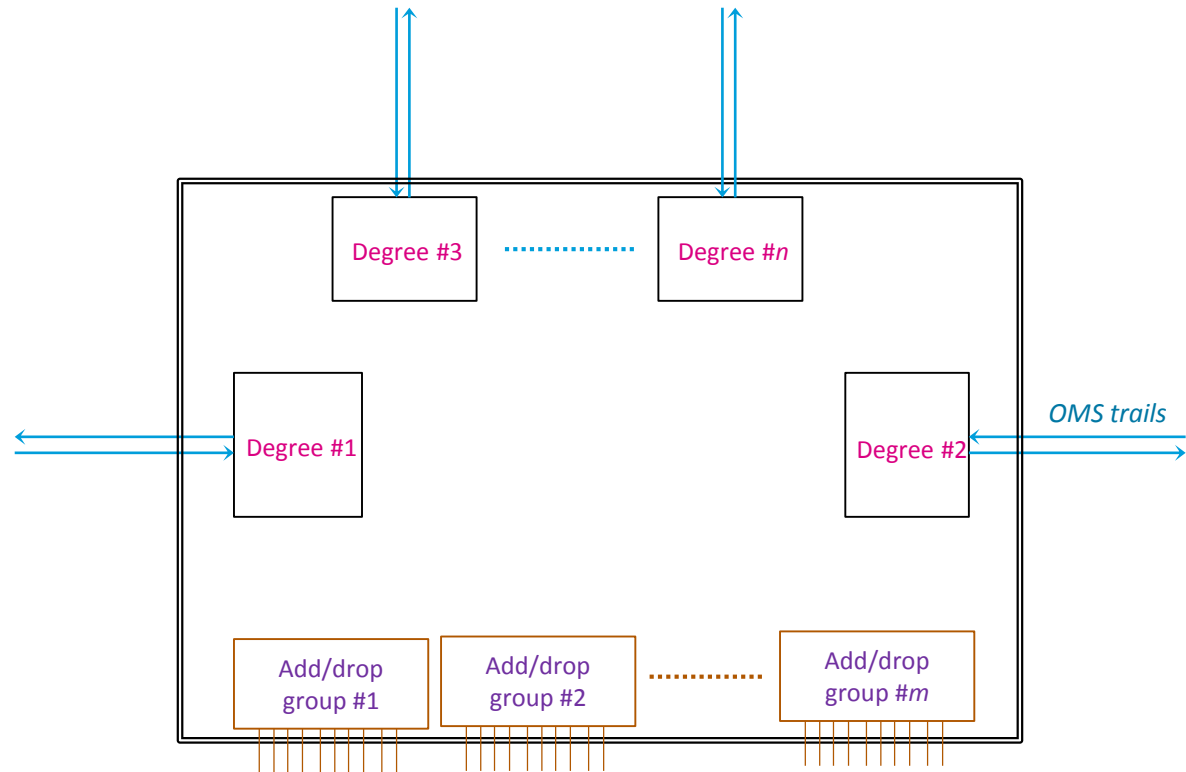 Degree #3
Degree #n
Degree #1
Degree #2
OMS trails
Add/drop
group #1
Add/drop
group #2
Add/drop
group #m